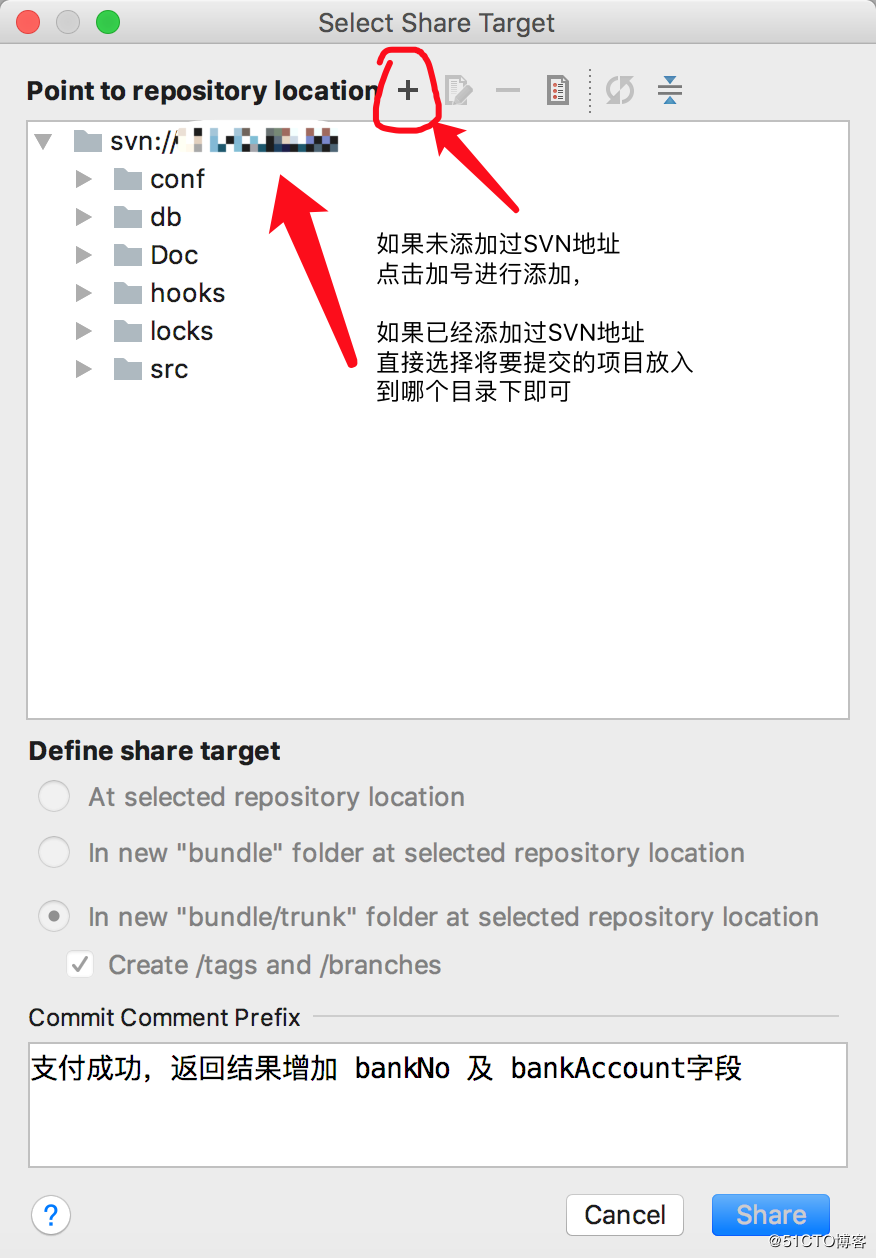 Select Share Target
Point to repository location
svn://
conf
db
Doc
hooks
locks
src
如果未添加过SVN地址
点击加号进行添加，
如果已经添加过SVN地址
直接选择将要提交的项目放入
到哪个目录下即可
Define share target
At selected repository location
In new "bundle" folder at selected repository location
In new "bundle/trunk" folder at selected repository location
Create /tags and /branches
Commit Comment Prefix
支付成功，返回结果增加 bankNo 及 bankAccount字段
?
Cancel
Share
@51CTO博客